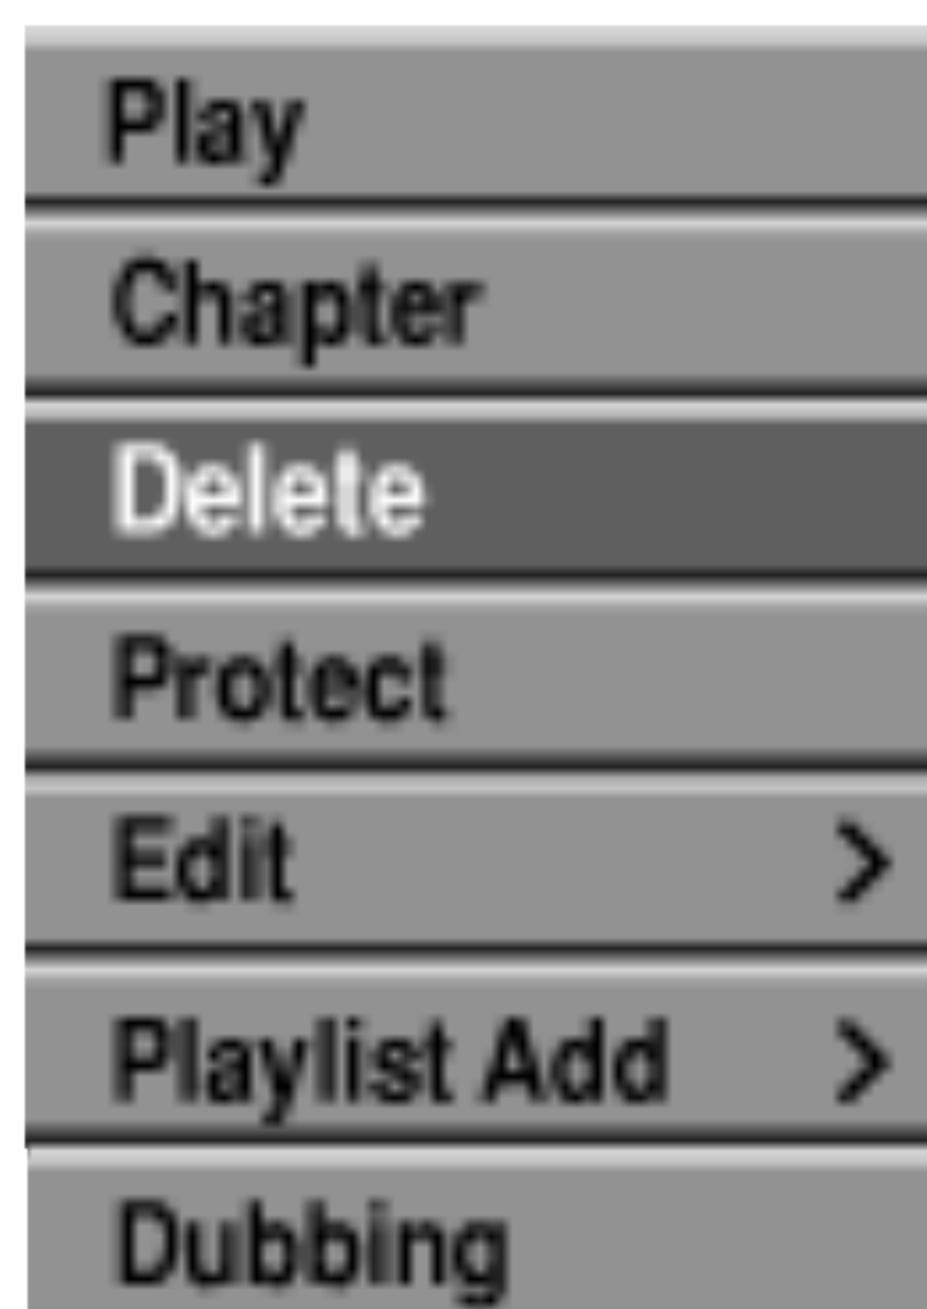 Play
Chapter
Delete
Protect
Edit >
Playlist Add >
Dubbing